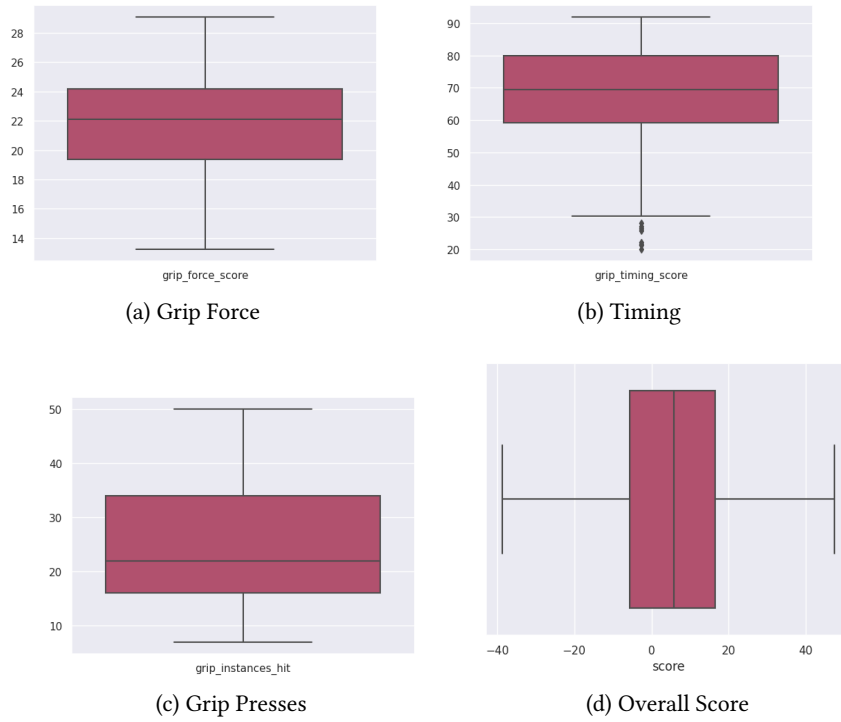 28
26
24
22
20
18
16
14
grip_force_score
(a) Grip Force
90
80
70
60
50
40
30
20
grip_timing_score
(b) Timing
50
40
30
20
10
grip_instances_hit
(c) Grip Presses
−40 −20 0 20 40
score
(d) Overall Score